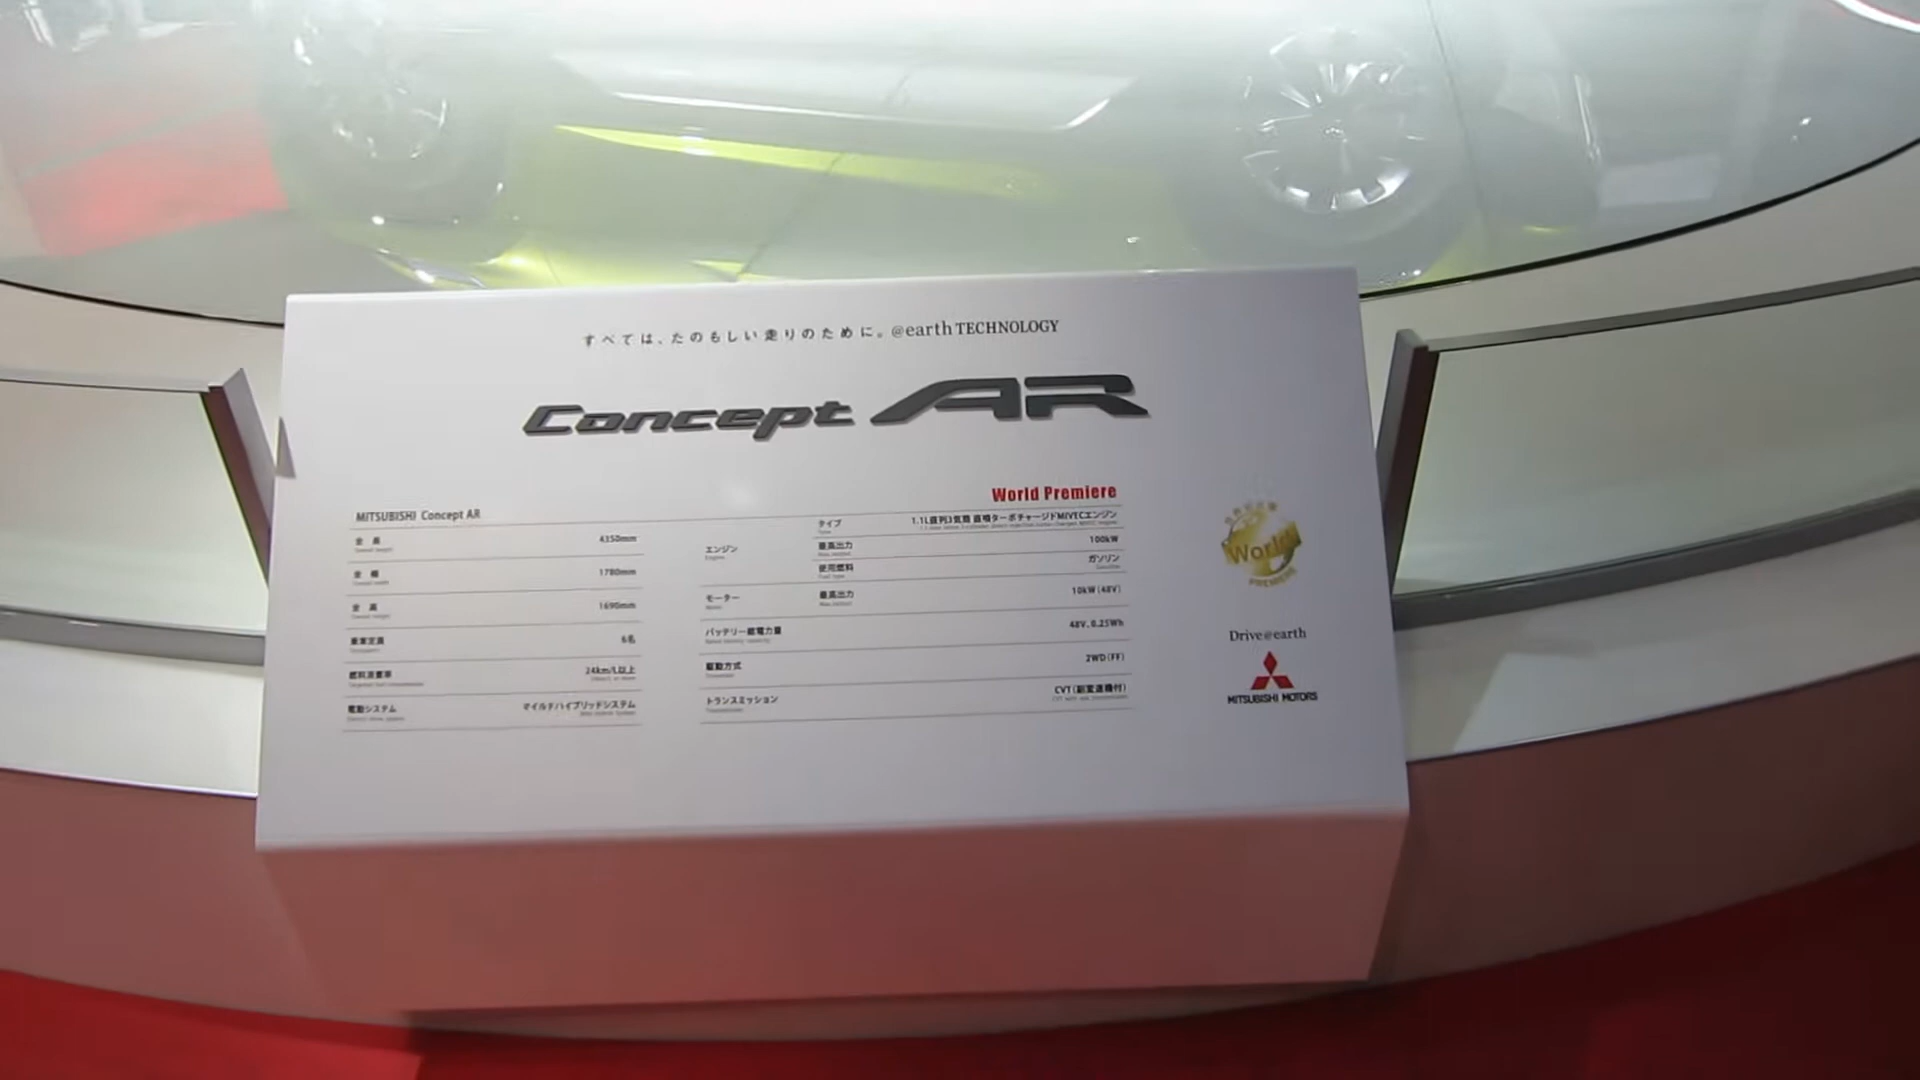 すべては、たのもしい走りのために。@earth TECHNOLOGY
Concept AR
World Premiere
MITSUBISHI Concept AR
全長 4350mm
全幅 1780mm
全高 1690mm
乗車定員 6名
燃料消費率 24km/L以上
電動システム マイルドハイブリッドシステム
エンジン タイプ 1.1L直列3気筒 直噴ターボチャージドMIVECエンジン
最高出力 100kW
使用燃料 ガソリン
モーター 最高出力 10kW(48V)
バッテリー総電力量 48V、0.25Wh
駆動方式 2WD(FF)
トランスミッション CVT(副変速機付)
World
PREMIERE
Drive@earth
MITSUBISHI MOTORS